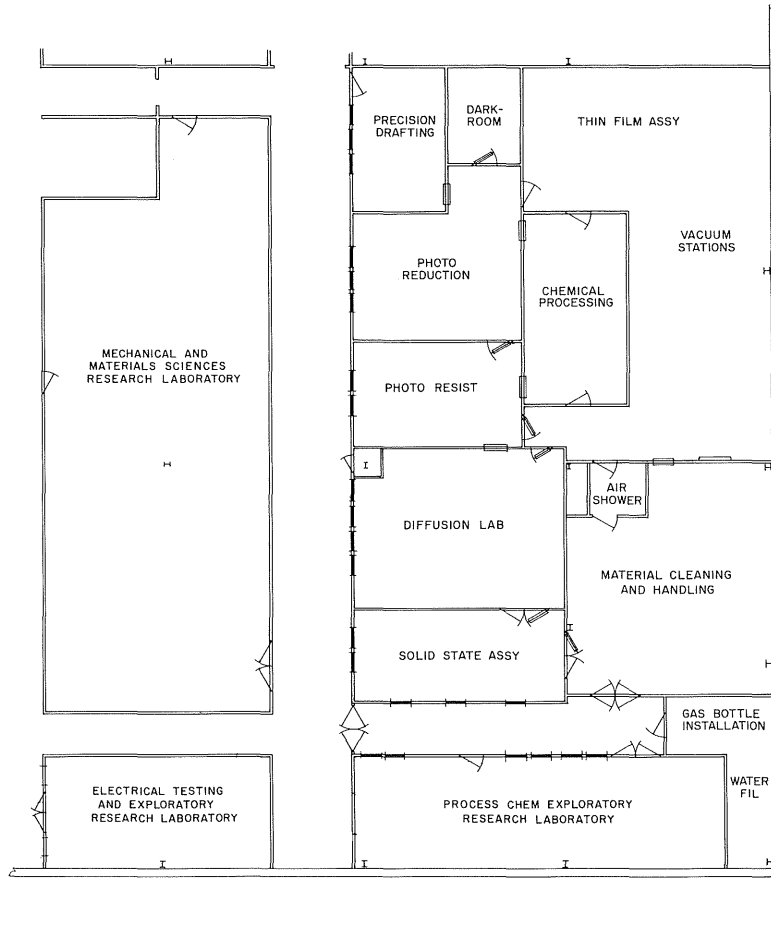 PRECISION
DRAFTING
DARK-
ROOM
THIN FILM ASSY
VACUUM
STATIONS
PHOTO
REDUCTION
CHEMICAL
PROCESSING
MECHANICAL AND
MATERIALS SCIENCES
RESEARCH LABORATORY
PHOTO RESIST
AIR
SHOWER
DIFFUSION LAB
MATERIAL CLEANING
AND HANDLING
SOLID STATE ASSY
GAS BOTTLE
INSTALLATION
ELECTRICAL TESTING
AND EXPLORATORY
RESEARCH LABORATORY
PROCESS CHEM EXPLORATORY
RESEARCH LABORATORY
WATER
FIL